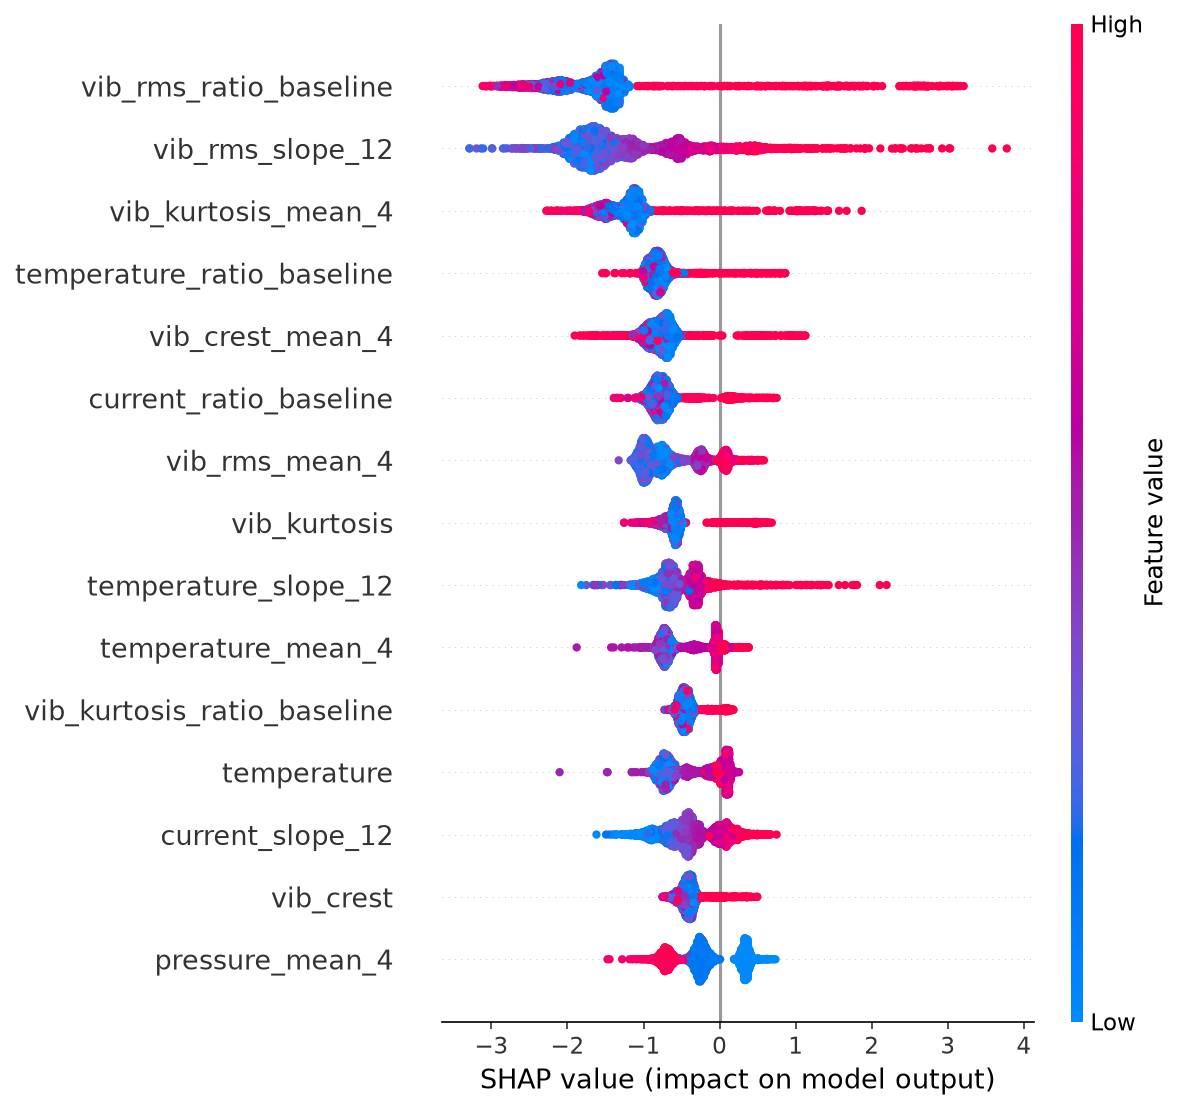 High
vib_rms_ratio_baseline
vib_rms_slope_12
vib_kurtosis_mean_4
temperature_ratio_baseline
vib_crest_mean_4
current_ratio_baseline
vib_rms_mean_4
vib_kurtosis
temperature_slope_12
temperature_mean_4
vib_kurtosis_ratio_baseline
temperature
current_slope_12
vib_crest
pressure_mean_4
Feature value
Low
−3 −2 −1 0 1 2 3 4
SHAP value (impact on model output)